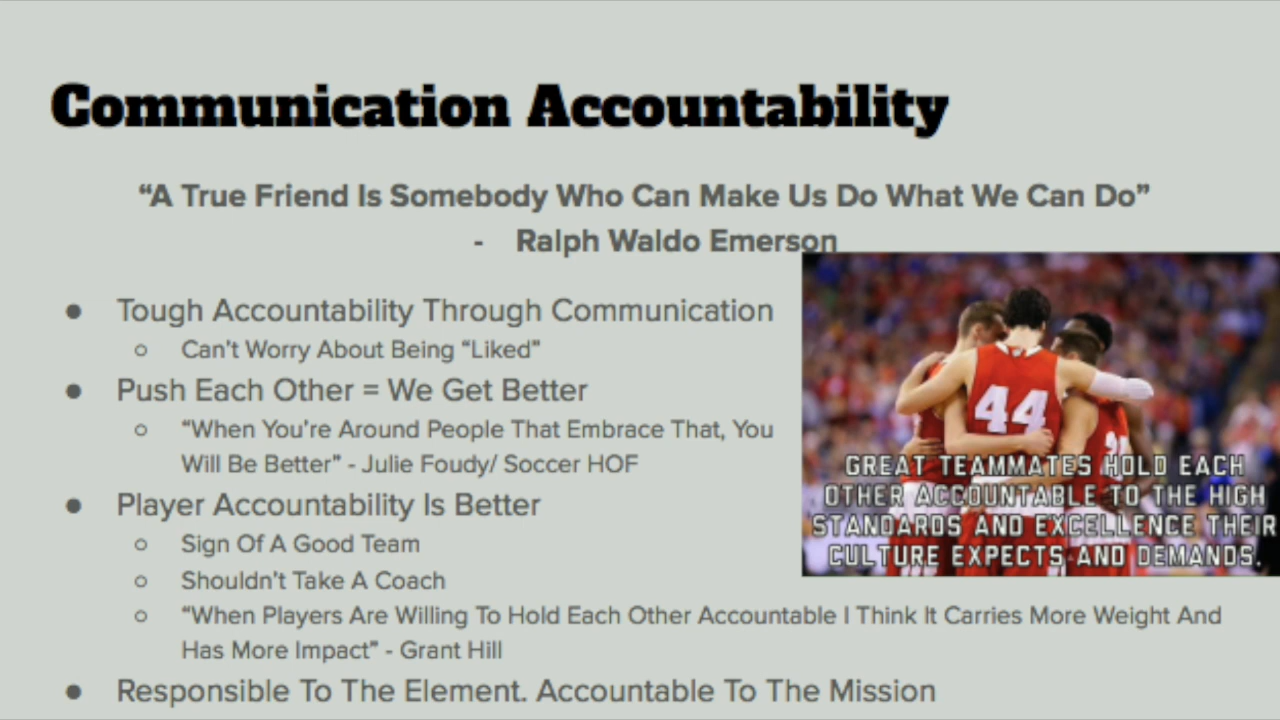 Communication Accountability
“A True Friend Is Somebody Who Can Make Us Do What We Can Do”
- Ralph Waldo Emerson
● Tough Accountability Through Communication
○ Can't Worry About Being “Liked”
● Push Each Other = We Get Better
○ “When You're Around People That Embrace That, You
Will Be Better” - Julie Foudy/ Soccer HOF
● Player Accountability Is Better
○ Sign Of A Good Team
○ Shouldn't Take A Coach
○ “When Players Are Willing To Hold Each Other Accountable I Think It Carries More Weight And
Has More Impact” - Grant Hill
● Responsible To The Element. Accountable To The Mission
44
GREAT TEAMMATES HOLD EACH
OTHER ACCOUNTABLE TO THE HIGH
STANDARDS AND EXCELLENCE THEIR
CULTURE EXPECTS AND DEMANDS.